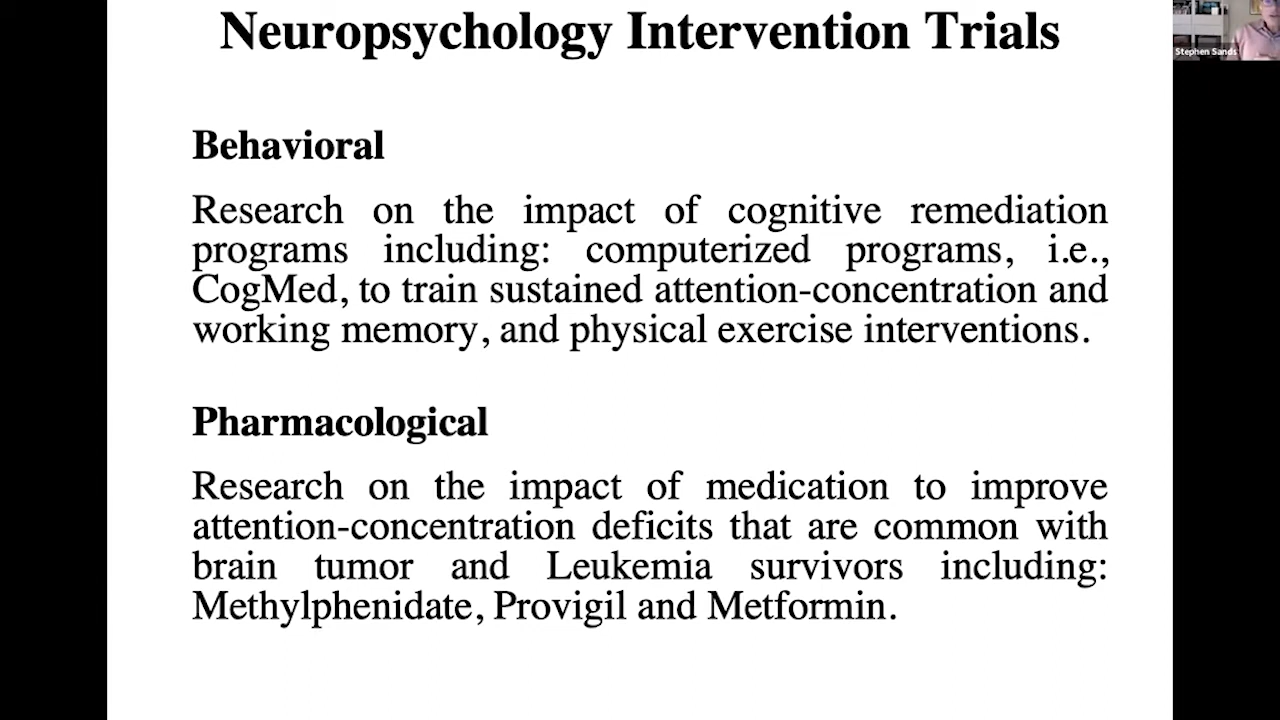 Neuropsychology Intervention Trials
Stephen Sands
Behavioral
Research on the impact of cognitive remediation
programs including: computerized programs, i.e.,
CogMed, to train sustained attention-concentration and
working memory, and physical exercise interventions.
Pharmacological
Research on the impact of medication to improve
attention-concentration deficits that are common with
brain tumor and Leukemia survivors including:
Methylphenidate, Provigil and Metformin.